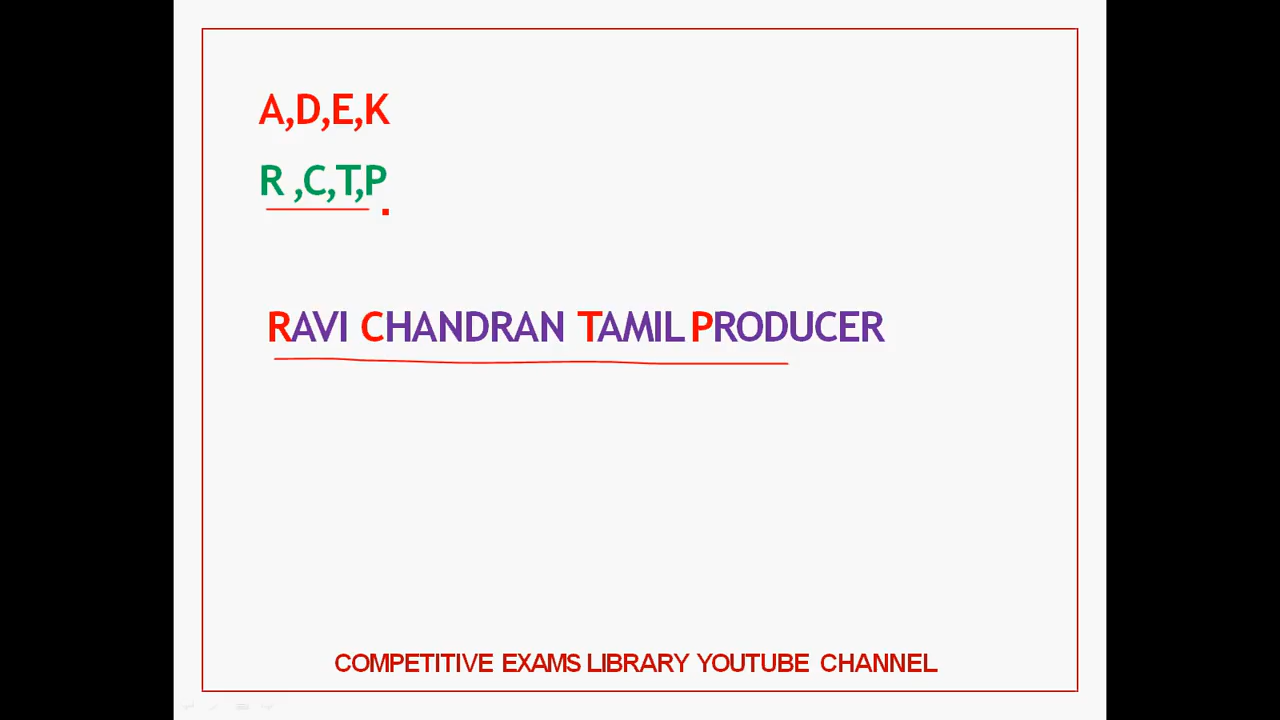 A,D,E,K
R ,C,T,P
RAVI CHANDRAN TAMIL PRODUCER
COMPETITIVE EXAMS LIBRARY YOUTUBE CHANNEL